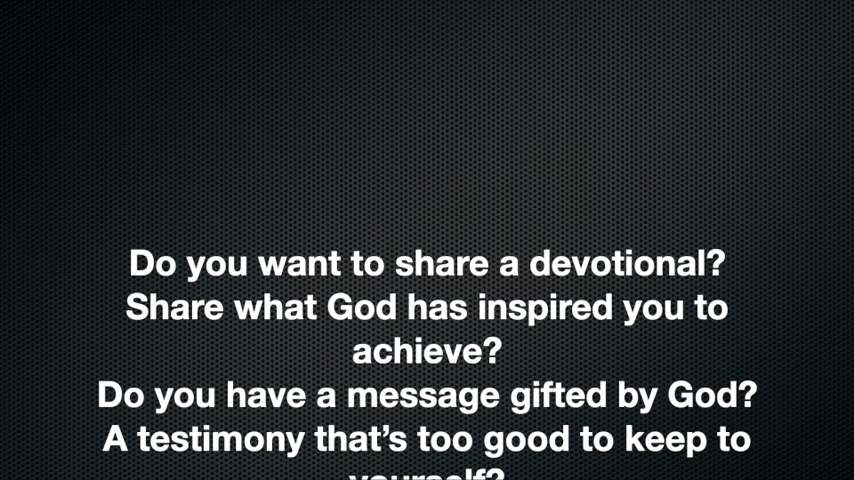 Do you want to share a devotional?
Share what God has inspired you to
achieve?
Do you have a message gifted by God?
A testimony that's too good to keep to
yourself?